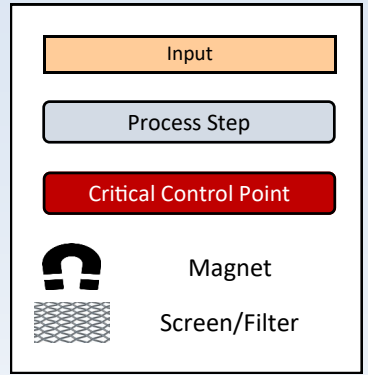 Input
Process Step
Critical Control Point
Magnet
Screen/Filter